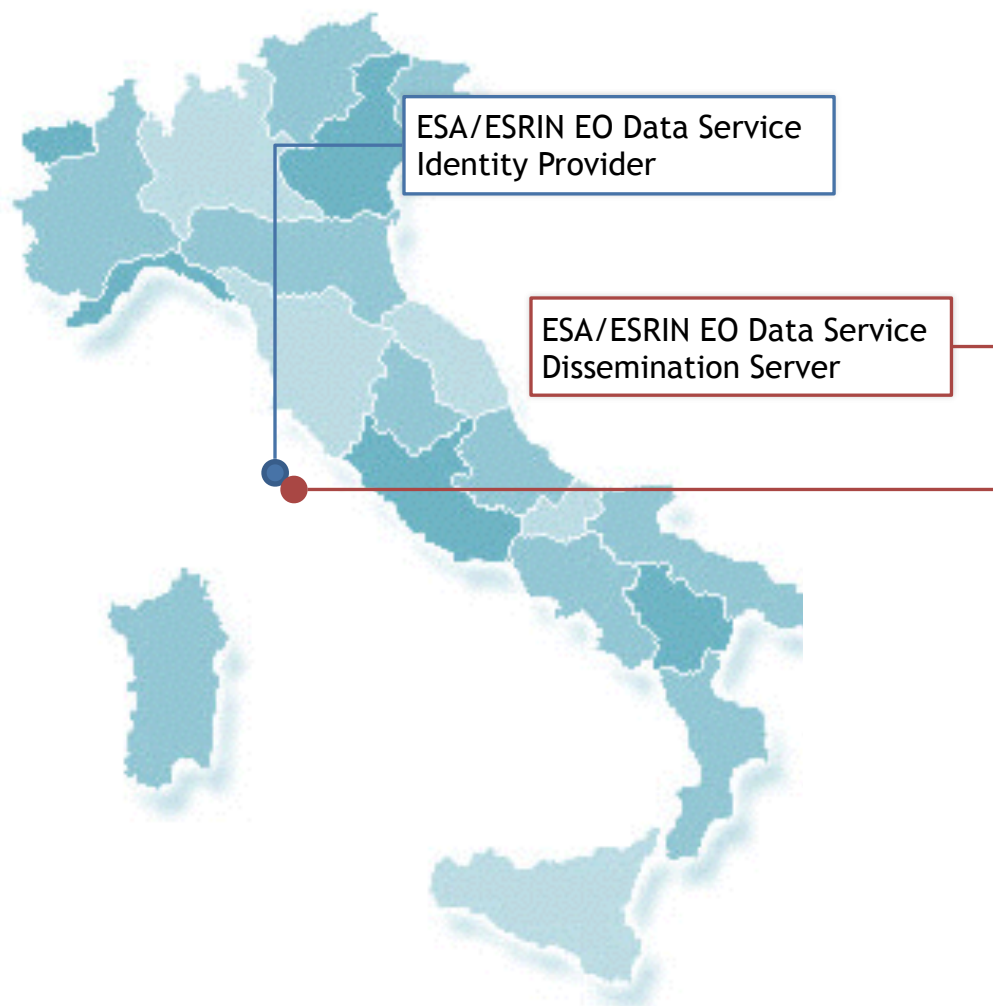 ESA/ESRIN EO Data Service
Identity Provider
ESA/ESRIN EO Data Service
Dissemination Server